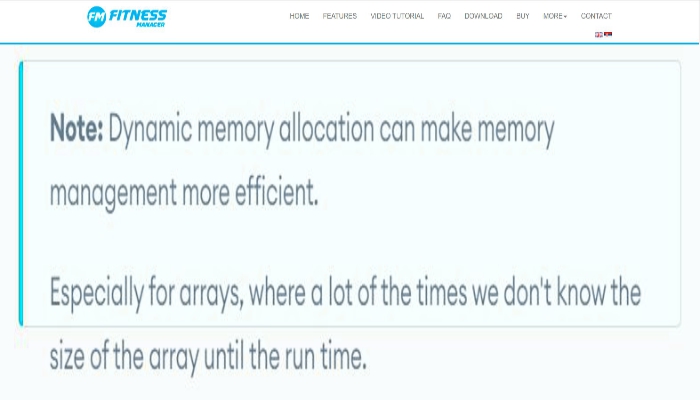 FM FITNESS MANAGER
HOME FEATURES VIDEO TUTORIAL FAQ DOWNLOAD BUY MORE CONTACT
Note: Dynamic memory allocation can make memory
management more efficient.
Especially for arrays, where a lot of the times we don't know the
size of the array until the run time.